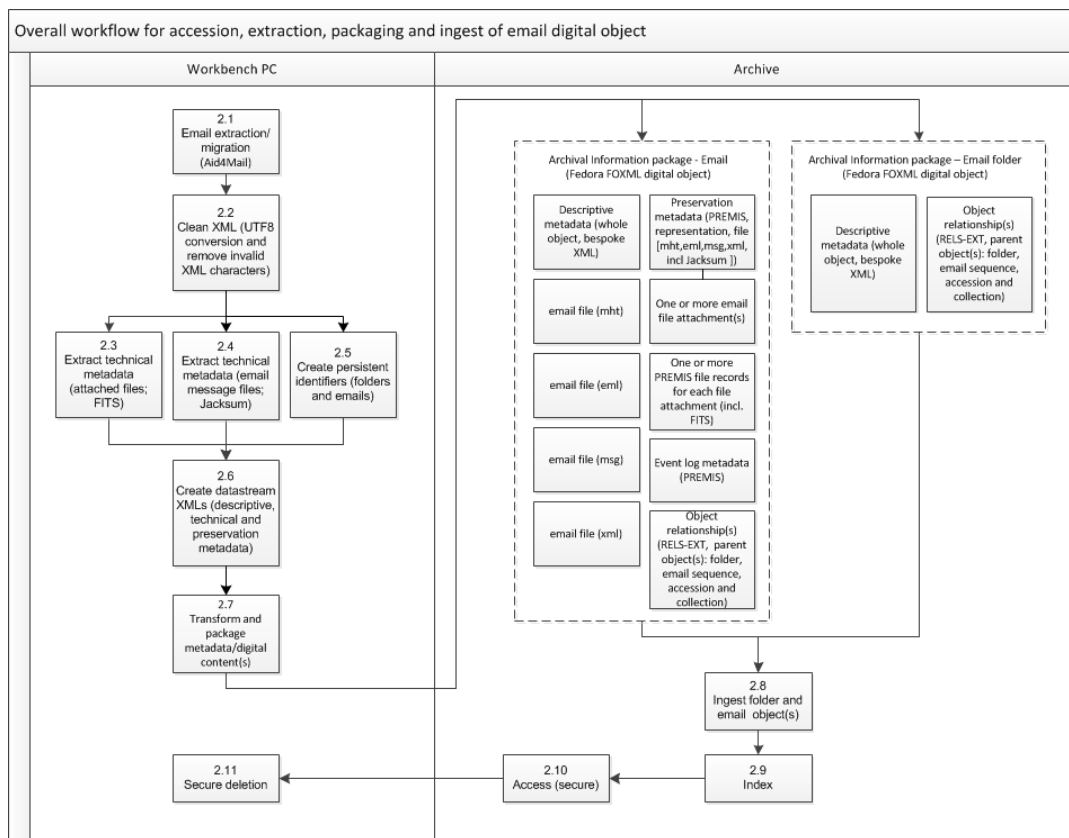 Overall workflow for accession, extraction, packaging and ingest of email digital object
Workbench PC
Archive
2.1
Email extraction/
migration
(Aid4Mail)
2.2
Clean XML (UTF8
conversion and
remove invalid
XML characters)
2.3
Extract technical
metadata
(attached files;
FITS)
2.4
Extract technical
metadata (email
message files;
Jacksum)
2.5
Create persistent
identifiers (folders
and emails)
2.6
Create datastream
XMLs (descriptive,
technical and
preservation
metadata)
2.7
Transform and
package
metadata/digital
content(s)
Archival Information package - Email
(Fedora FOXML digital object)
Descriptive
metadata (whole
object, bespoke
XML)
Preservation
metadata (PREMIS,
representation, file
[mht,eml,msg,xml,
incl Jacksum ])
email file (mht)
One or more email
file attachment(s)
email file (eml)
One or more
PREMIS file records
for each file
attachment (incl.
FITS)
email file (msg)
Event log metadata
(PREMIS)
email file (xml)
Object
relationship(s)
(RELS-EXT, parent
object(s): folder,
email sequence,
accession and
collection)
Archival Information package – Email folder
(Fedora FOXML digital object)
Descriptive
metadata (whole
object, bespoke
XML)
Object
relationship(s)
(RELS-EXT, parent
object(s): folder,
email sequence,
accession and
collection)
2.8
Ingest folder and
email object(s)
2.9
Index
2.10
Access (secure)
2.11
Secure deletion